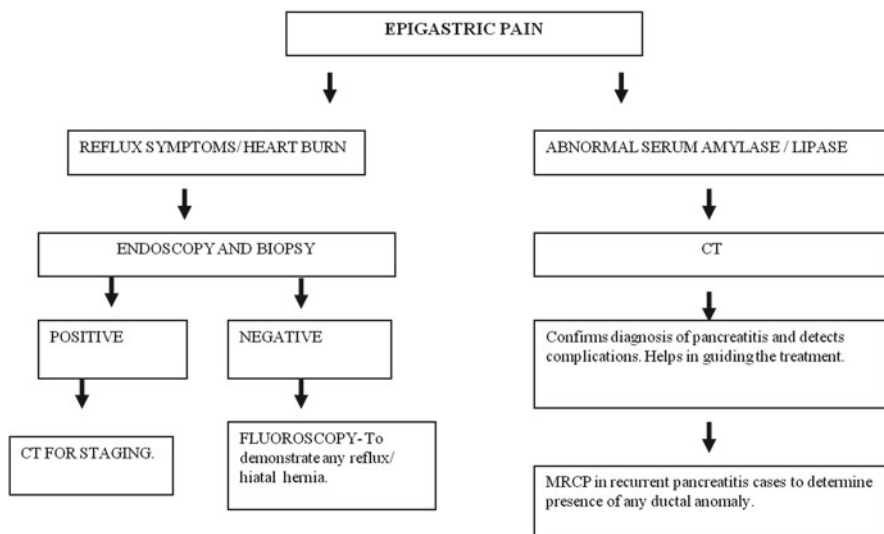 EPIGASTRIC PAIN
REFLUX SYMPTOMS/ HEART BURN
ABNORMAL SERUM AMYLASE / LIPASE
ENDOSCOPY AND BIOPSY
CT
POSITIVE
NEGATIVE
Confirms diagnosis of pancreatitis and detects
complications. Helps in guiding the treatment.
CT FOR STAGING.
FLUOROSCOPY- To
demonstrate any reflux/
hiatal hernia.
MRCP in recurrent pancreatitis cases to determine
presence of any ductal anomaly.